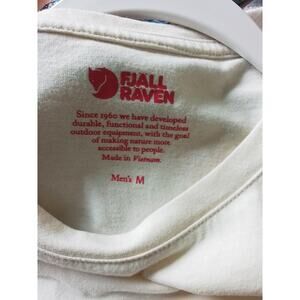 FJALL
RAVEN
Since 1960 we have developed
durable, functional and timeless
outdoor equipment, with the goal
of making nature more
accessible to people.
Made in Vietnam.
Men's M